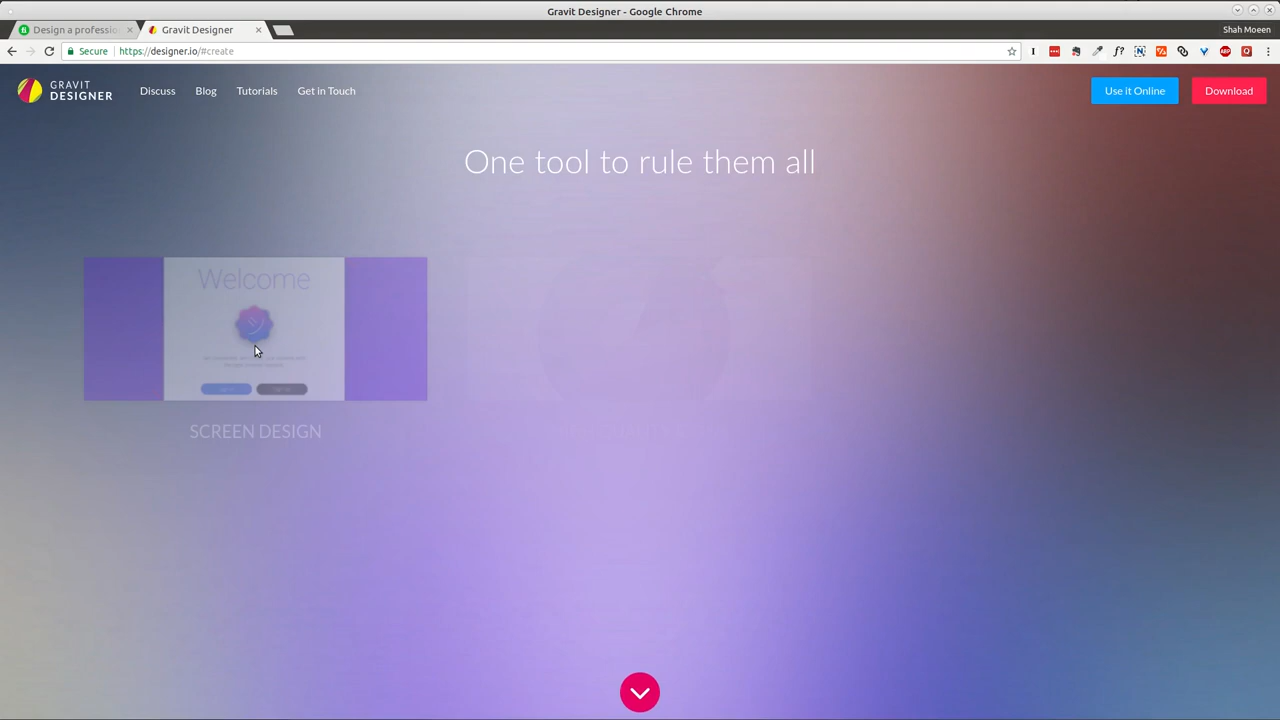 Gravit Designer - Google Chrome
Design a professio
Gravit Designer
Shah Moeen
Secure
https://designer.io/#create
GRAVIT
DESIGNER
Discuss
Blog
Tutorials
Get in Touch
Use it Online
Download
One tool to rule them all
Welcome
SCREEN DESIGN